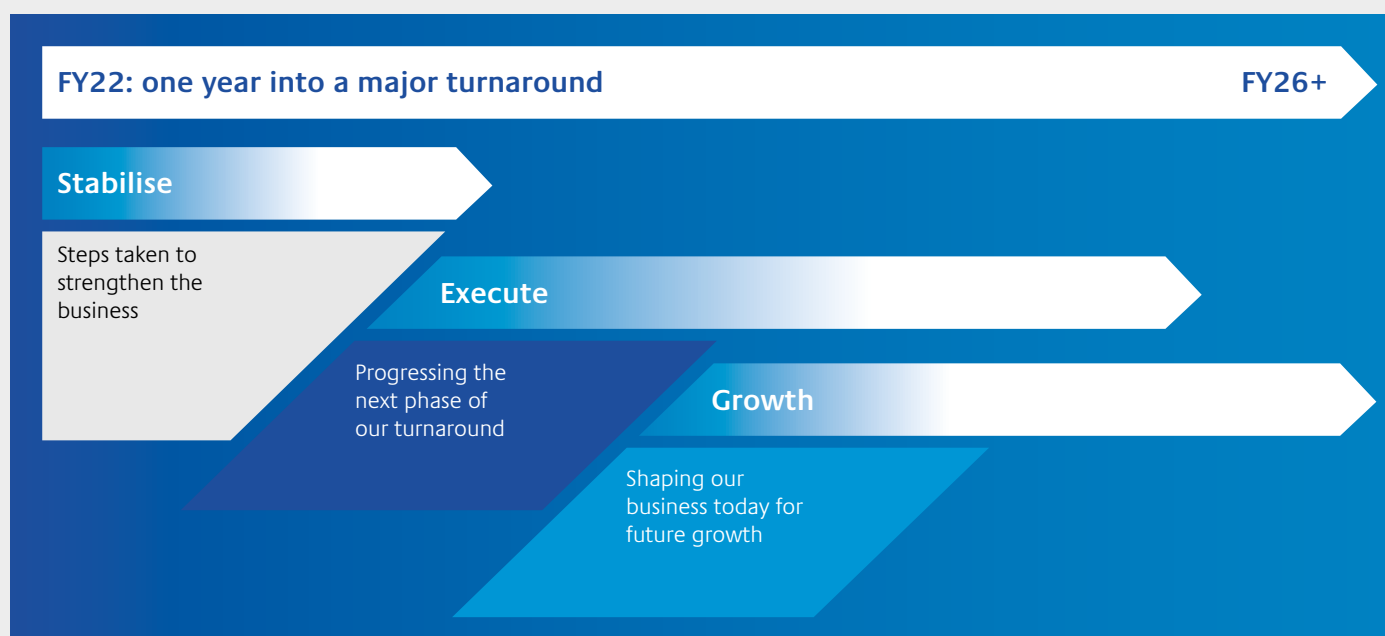 FY22: one year into a major turnaround
FY26+
Stabilise
Steps taken to
strengthen the
business
Execute
Progressing the
next phase of
our turnaround
Growth
Shaping our
business today for
future growth